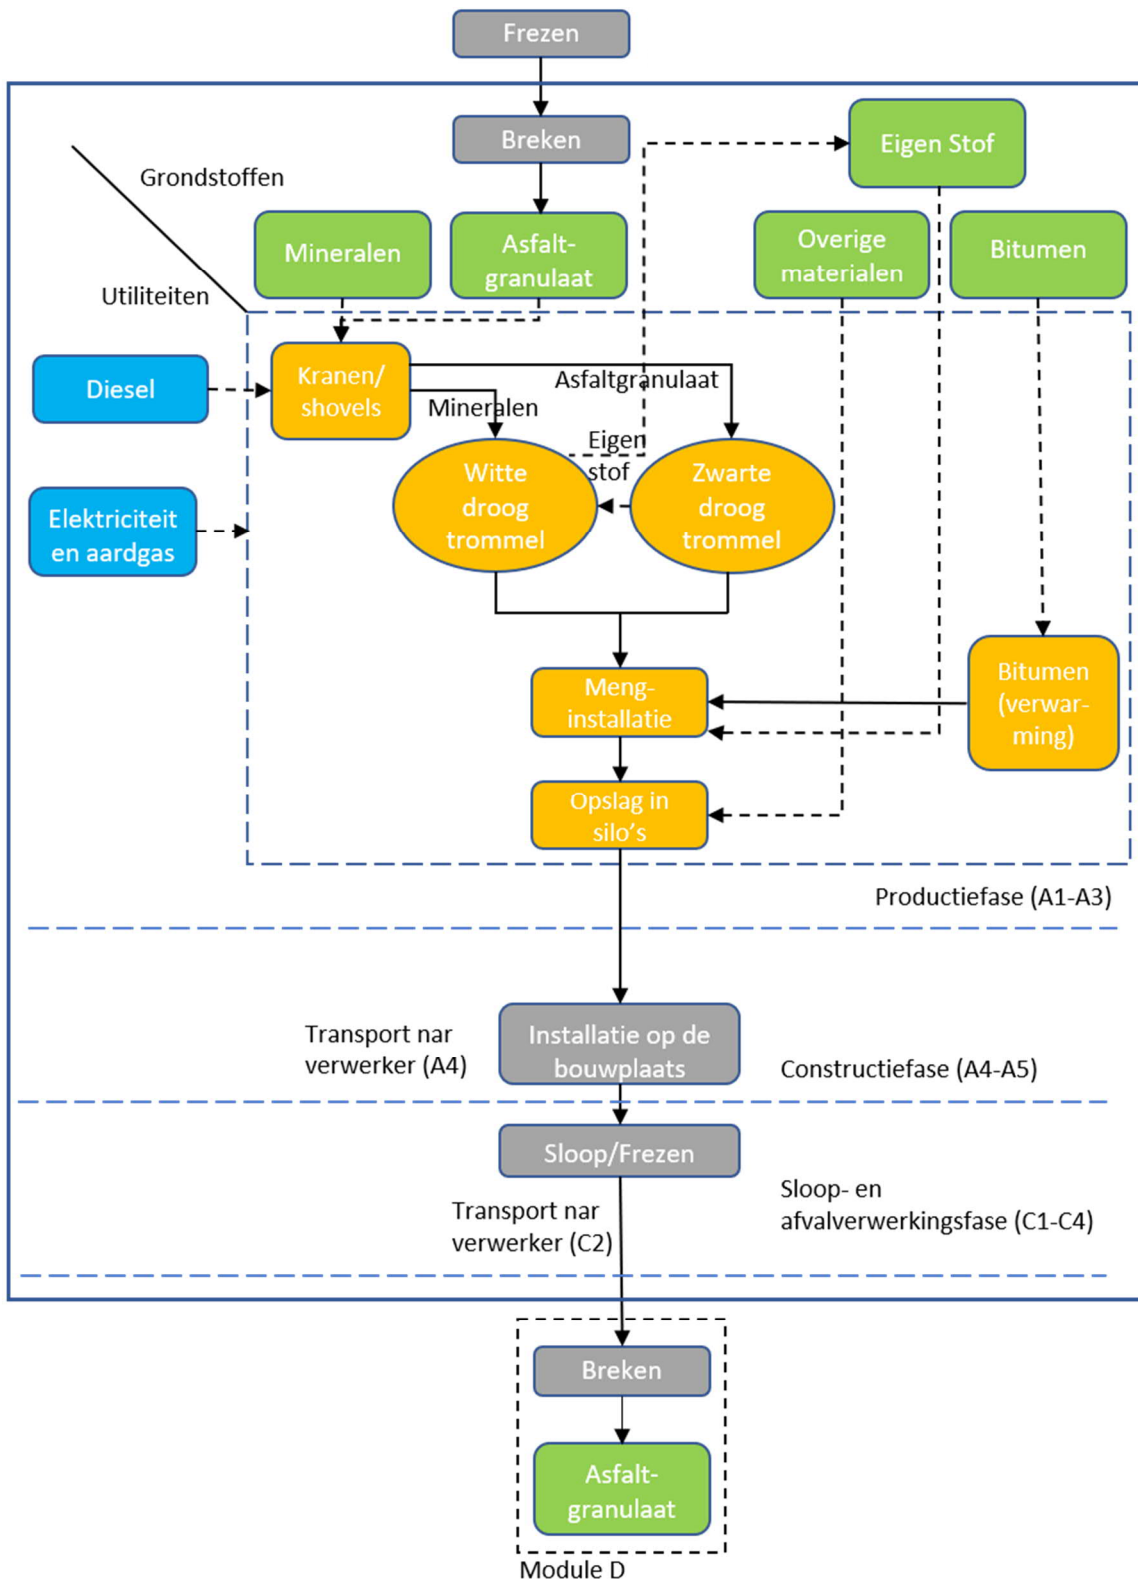 Frezen
Breken
Eigen Stof
Grondstoffen
Mineralen
Asfalt-
granulaat
Overige
materialen
Bitumen
Utiliteiten
Diesel
Kranen/
shovels
Asfaltgranulaat
Mineralen
Eigen
stof
Witte
droog
trommel
Zwarte
droog
trommel
Elektriciteit
en aardgas
Meng-
installatie
Bitumen
(verwar-
ming)
Opslag in
silo's
Productiefase (A1-A3)
Transport nar
verwerker (A4)
Installatie op de
bouwplaats
Constructiefase (A4-A5)
Sloop/Frezen
Transport nar
verwerker (C2)
Sloop- en
afvalverwerkingsfase (C1-C4)
Breken
Asfalt-
granulaat
Module D